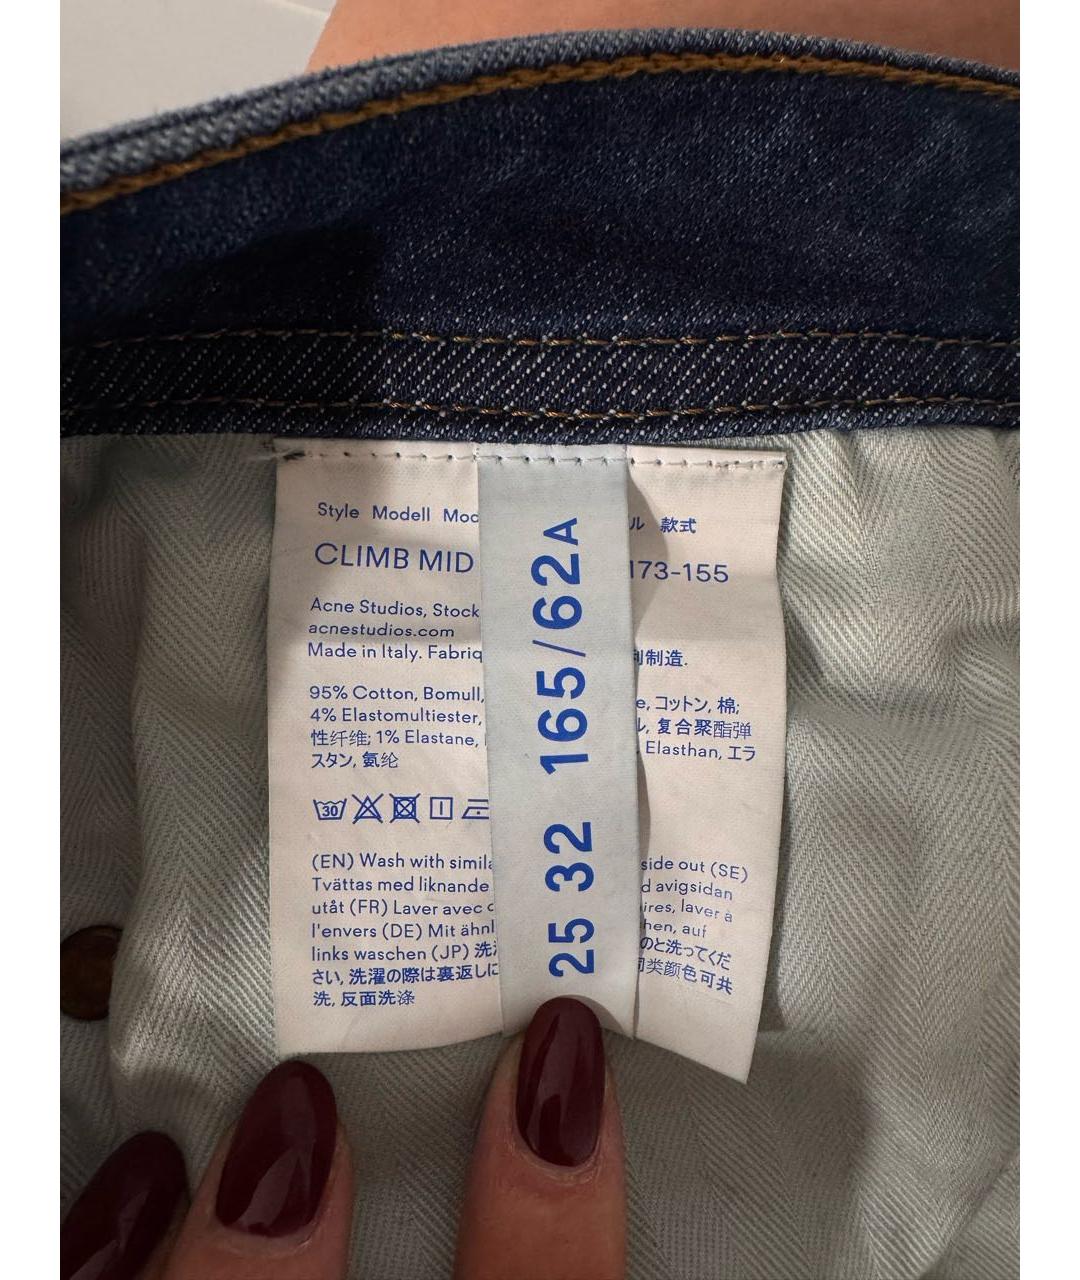 Style Modell Moc
ル 款式
CLIMB MID
173-155
Acne Studios, Stock
acnestudios.com
Made in Italy. Fabriq
制造.
95% Cotton, Bomull,
e, コットン, 棉;
4% Elastomultiester,
ル, 复合聚酯弹
性纤维; 1% Elastane,
Elasthan, エラ
スタン, 氨纶
30
(EN) Wash with simila
side out (SE)
Tvättas med liknande
d avigsidan
utåt (FR) Laver avec c
ires, laver à
l'envers (DE) Mit ähnl
hen, auf
links waschen (JP) 洗
のと洗ってくだ
さい, 洗濯の際は裏返しに
同类颜色可共
洗, 反面洗涤
25 32 165/62A